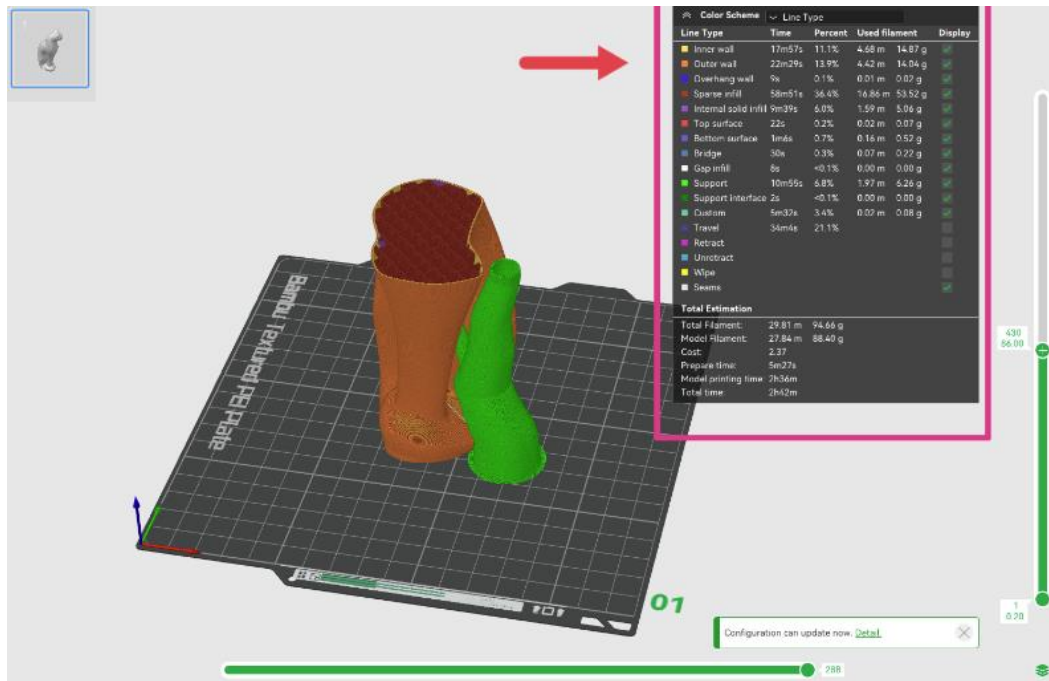 Color Scheme Line Type
Line Type Time Percent Used filament Display
Inner wall 17m57s 11.1% 4.68 m 14.87 g
Outer wall 22m29s 13.9% 4.42 m 14.04 g
Overhang wall 9s 0.1% 0.01 m 0.02 g
Sparse infill 58m51s 36.4% 16.86 m 53.52 g
Internal solid infill 9m39s 6.0% 1.59 m 5.06 g
Top surface 22s 0.2% 0.02 m 0.07 g
Bottom surface 1m6s 0.7% 0.16 m 0.52 g
Bridge 30s 0.3% 0.07 m 0.22 g
Gap infill 6s <0.1% 0.00 m 0.00 g
Support 10m55s 6.8% 1.97 m 6.26 g
Support interface 2s <0.1% 0.00 m 0.00 g
Custom 5m32s 3.4% 0.02 m 0.08 g
Travel 34m4s 21.1%
Retract
Unretract
Wipe
Seams
Total Estimation
Total Filament: 29.81 m 94.66 g
Model Filament: 27.84 m 88.40 g
Cost: 2.37
Prepare time: 5m27s
Model printing time 2h36m
Total time 2h42m
430
86.00
Bambu Textured PEI Plate
01
1
0.20
Configuration can update now. Detail.
288